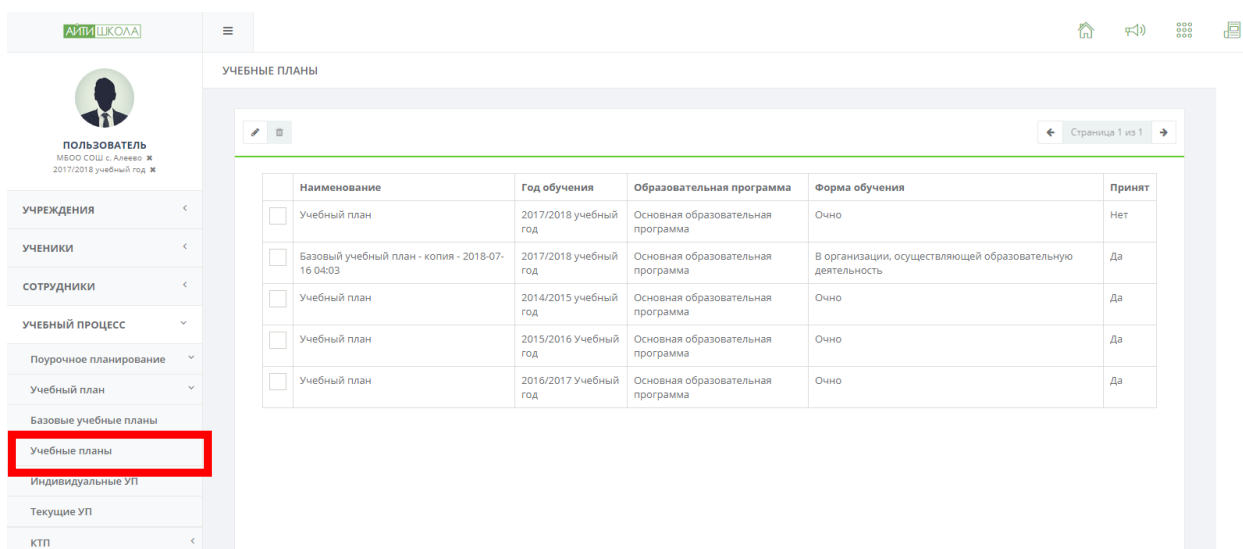 АЙТИ ШКОЛА
УЧЕБНЫЕ ПЛАНЫ
ПОЛЬЗОВАТЕЛЬ
МБОО СОШ с. Алеево ✖
2017/2018 учебный год ✖
УЧРЕЖДЕНИЯ
УЧЕНИКИ
СОТРУДНИКИ
УЧЕБНЫЙ ПРОЦЕСС
Поурочное планирование
Учебный план
Базовые учебные планы
Учебные планы
Индивидуальные УП
Текущие УП
КТП
Страница 1 из 1
Наименование Год обучения Образовательная программа Форма обучения Принят
Учебный план 2017/2018 учебный Основная образовательная Очно Нет
год программа
Базовый учебный план - копия - 2018-07- 2017/2018 учебный Основная образовательная В организации, осуществляющей образовательную Да
16 04:03 год программа деятельность
Учебный план 2014/2015 учебный Основная образовательная Очно Да
год программа
Учебный план 2015/2016 Учебный Основная образовательная Очно Да
год программа
Учебный план 2016/2017 Учебный Основная образовательная Очно Да
год программа